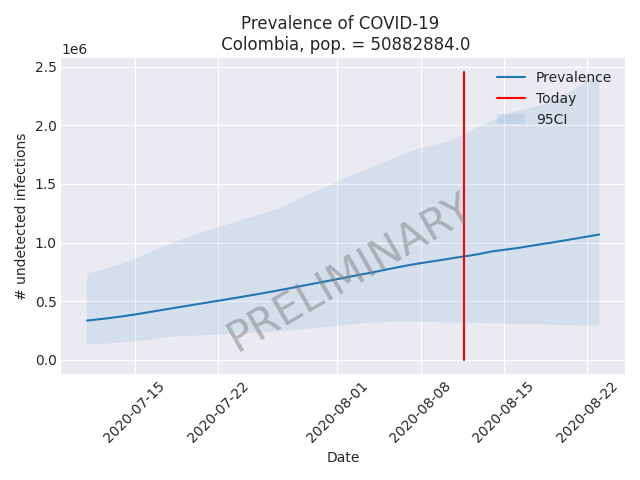 Prevalence of COVID-19
Colombia, pop. = 50882884.0
1e6
2.5
2.0
1.5
1.0
0.5
0.0
# undetected infections
Prevalence
Today
95CI
PRELIMINARY
2020-07-15
2020-07-22
2020-08-01
2020-08-08
2020-08-15
2020-08-22
Date